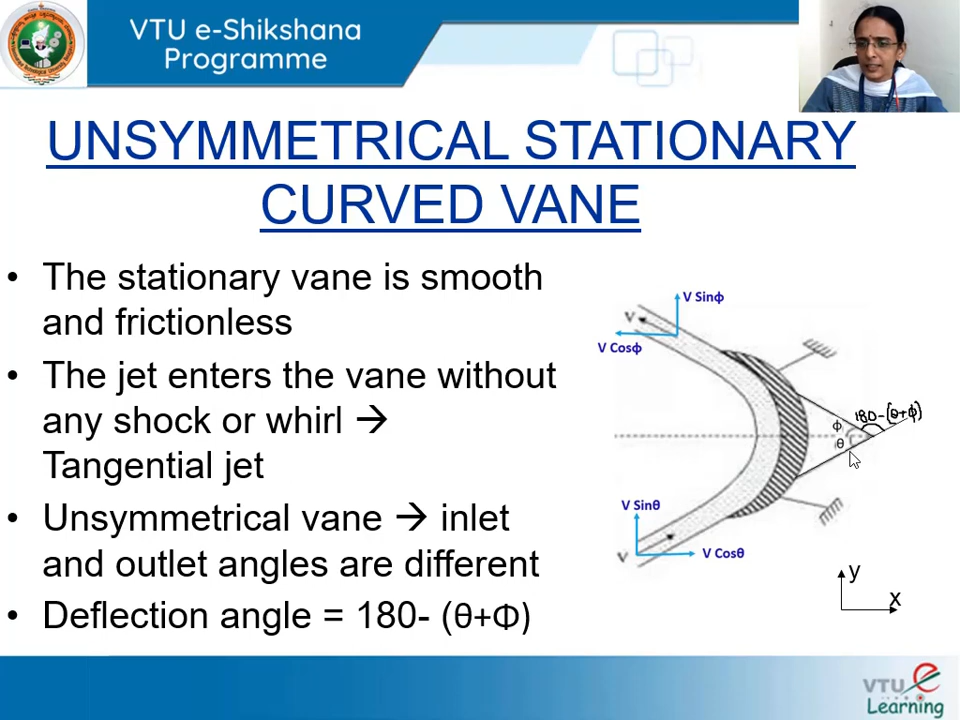 VTU e-Shikshana
Programme
UNSYMMETRICAL STATIONARY
CURVED VANE
• The stationary vane is smooth
and frictionless
• The jet enters the vane without
any shock or whirl →
Tangential jet
• Unsymmetrical vane → inlet
and outlet angles are different
• Deflection angle = 180- (θ+Φ)
V Sinϕ
V
V Cosϕ
180-(θ+ϕ)
ϕ
θ
V Sinθ
V
V Cosθ
y
x
VTU e
Learning